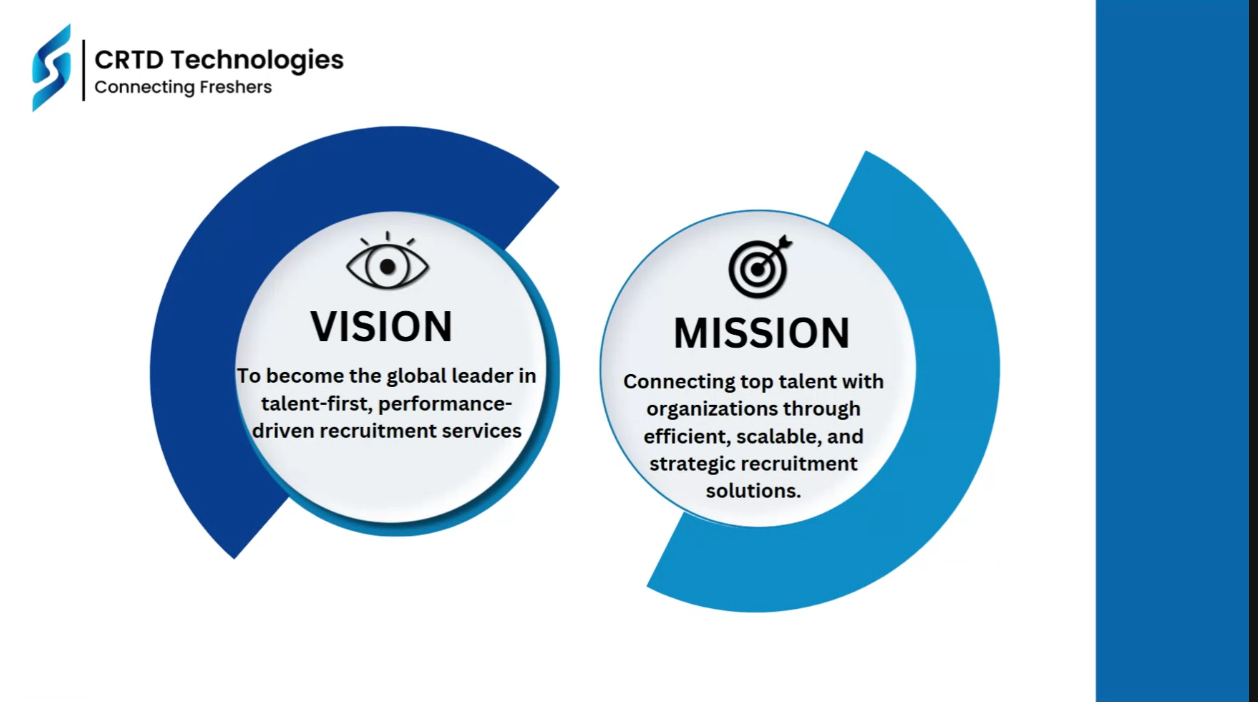 CRTD Technologies
Connecting Freshers
VISION
To become the global leader in
talent-first, performance-
driven recruitment services
MISSION
Connecting top talent with
organizations through
efficient, scalable, and
strategic recruitment
solutions.